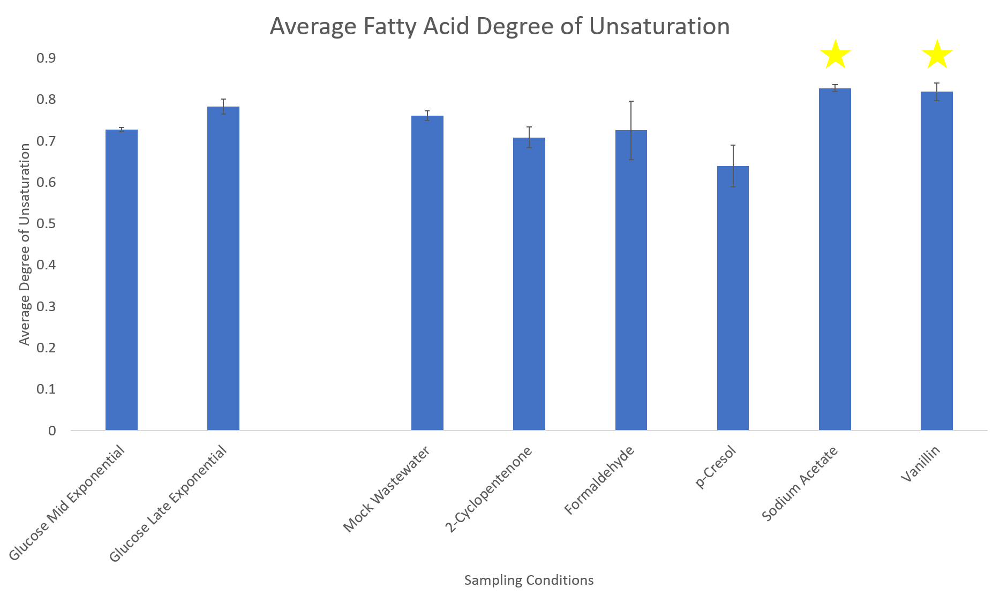 Average Fatty Acid Degree of Unsaturation
Average Degree of Unsaturation
0.9
0.8
0.7
0.6
0.5
0.4
0.3
0.2
0.1
0
Glucose Mid Exponential
Glucose Late Exponential
Mock Wastewater
2-Cyclopentenone
Formaldehyde
p-Cresol
Sodium Acetate
Vanillin
Sampling Conditions